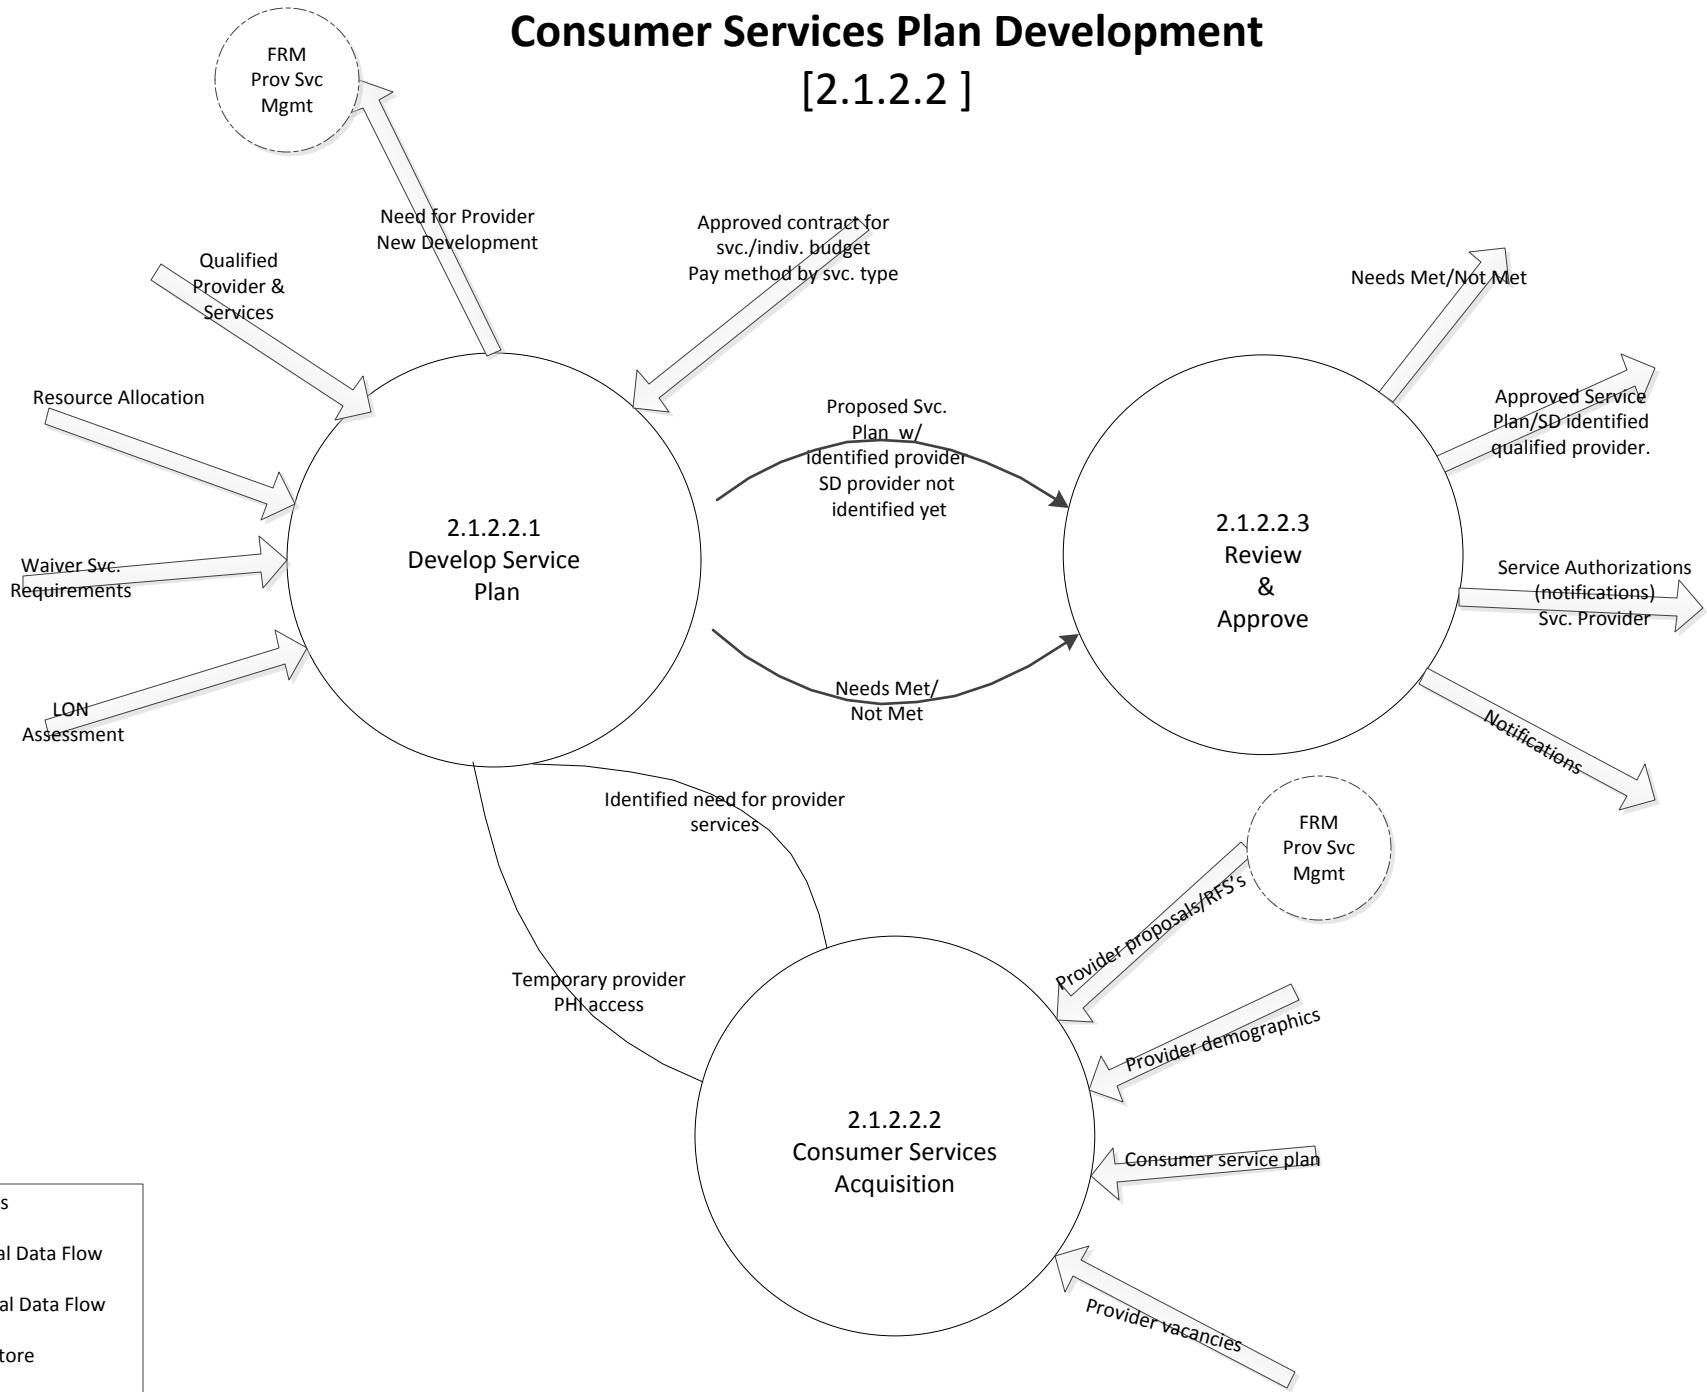 Consumer Services Plan Development
[2.1.2.2 ]
FRM
Prov Svc
Mgmt
Need for Provider
New Development
Approved contract for
svc./indiv. budget
Pay method by svc. type
Qualified
Provider &
Services
Resource Allocation
Waiver Svc.
Requirements
LON
Assessment
2.1.2.2.1
Develop Service
Plan
Proposed Svc.
Plan w/
identified provider
SD provider not
identified yet
Needs Met/
Not Met
2.1.2.2.3
Review
&
Approve
Needs Met/Not Met
Approved Service
Plan/SD identified
qualified provider.
Service Authorizations
(notifications)
Svc. Provider
Notifications
Identified need for provider
services
Temporary provider
PHI access
FRM
Prov Svc
Mgmt
Provider proposals/RFS's
Provider demographics
Consumer service plan
Provider vacancies
2.1.2.2.2
Consumer Services
Acquisition
s
al Data Flow
al Data Flow
tore